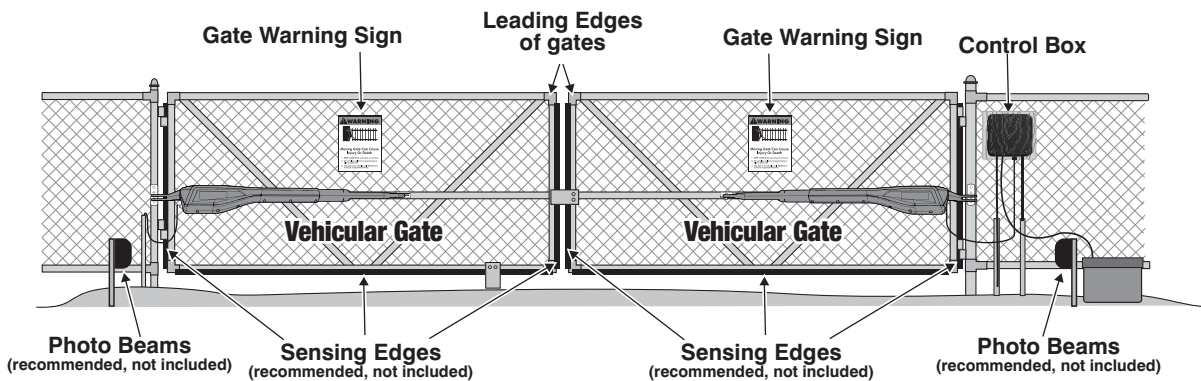 Gate Warning Sign
Leading Edges
of gates
Gate Warning Sign
Control Box
WARNING
Moving Gate Can Cause
Injury Or Death
WARNING
Moving Gate Can Cause
Injury Or Death
Vehicular Gate
Vehicular Gate
Photo Beams
(recommended, not included)
Sensing Edges
(recommended, not included)
Sensing Edges
(recommended, not included)
Photo Beams
(recommended, not included)